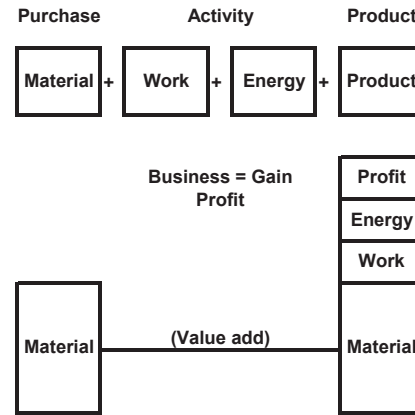 Purchase Activity Product
Material + Work + Energy + Product
Business = Gain
Profit
Profit
Energy
Work
Material (Value add) Material